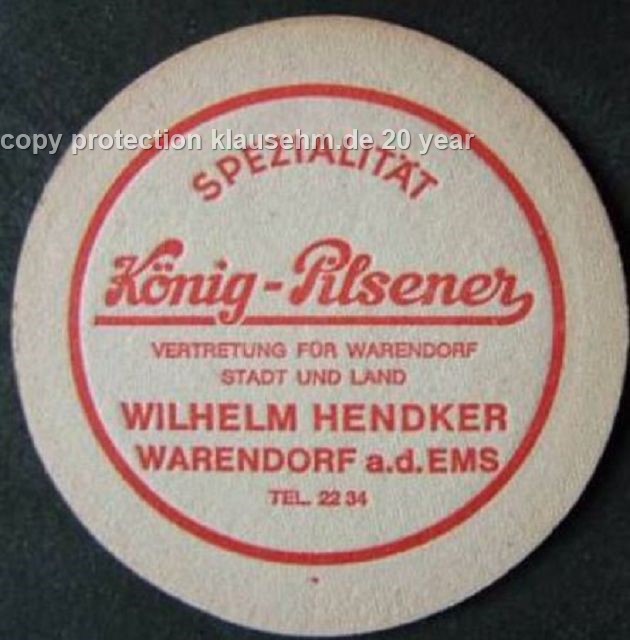 copy protection klausehm.de 20 year
SPEZIALITÄT
König-Pilsener
VERTRETUNG FÜR WARENDORF
STADT UND LAND
WILHELM HENDKER
WARENDORF a.d. EMS
TEL. 22 34